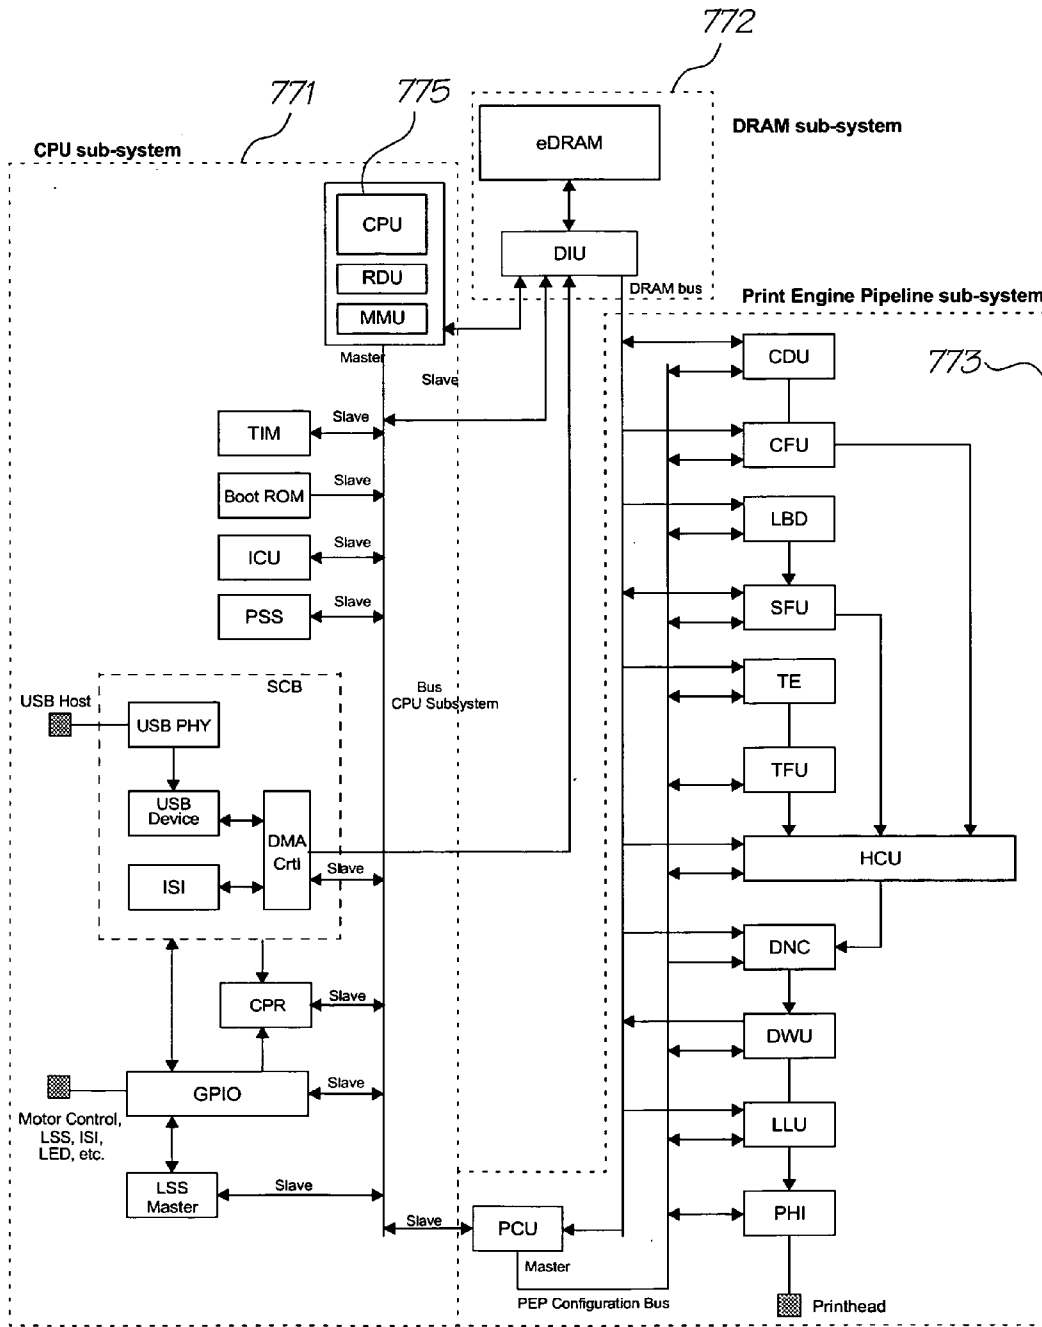 772
771
775
DRAM sub-system
CPU sub-system
eDRAM
CPU
RDU
MMU
DIU
DRAM bus
Print Engine Pipeline sub-system
Master
Slave
773
CDU
TIM
Slave
CFU
Boot ROM
Slave
LBD
ICU
Slave
PSS
Slave
SFU
TE
SCB
Bus
CPU Subsystem
USB Host
USB PHY
TFU
USB
Device
DMA
Crtl
Slave
ISI
HCU
DNC
CPR
Slave
DWU
GPIO
Slave
Motor Control,
LSS, ISI,
LED, etc.
LLU
LSS
Master
Slave
PHI
Slave
PCU
Master
PEP Configuration Bus
Printhead